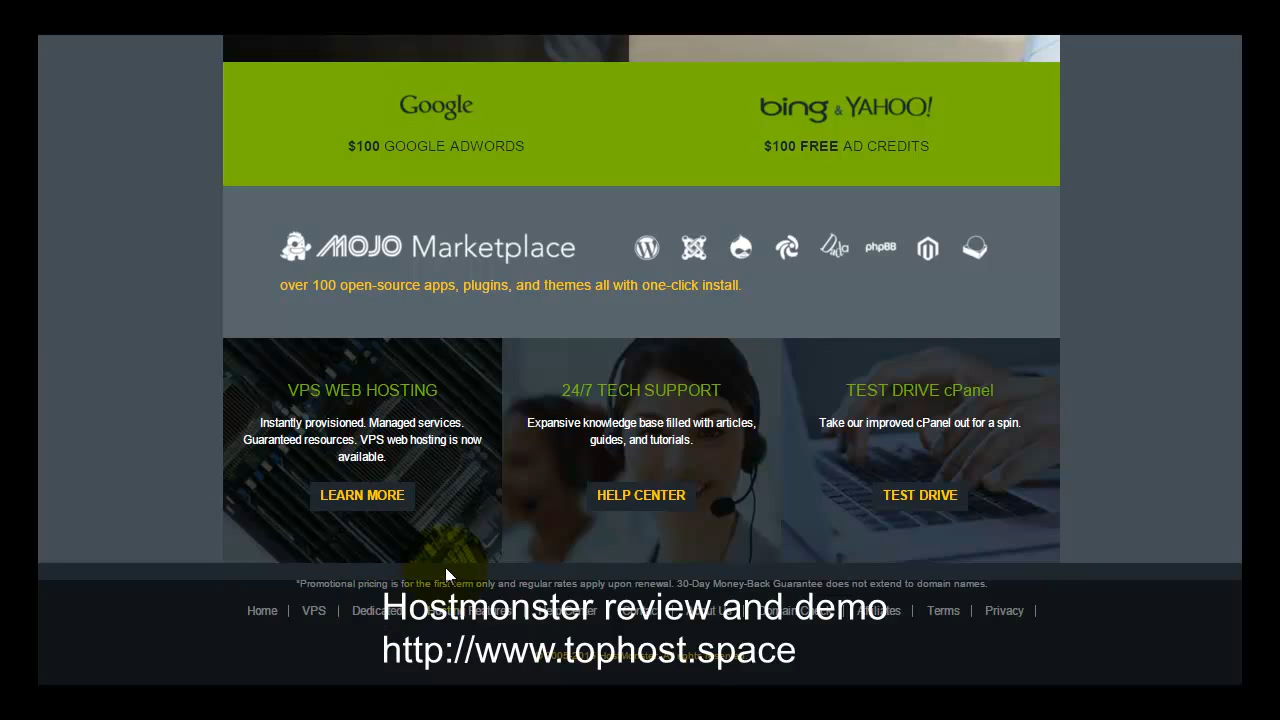 Google
bing & YAHOO!
$100 GOOGLE ADWORDS
$100 FREE AD CREDITS
MOJO Marketplace
phpBB
over 100 open-source apps, plugins, and themes all with one-click install.
VPS WEB HOSTING
Instantly provisioned. Managed services.
Guaranteed resources. VPS web hosting is now
available.
LEARN MORE
24/7 TECH SUPPORT
Expansive knowledge base filled with articles,
guides, and tutorials.
HELP CENTER
TEST DRIVE cPanel
Take our improved cPanel out for a spin.
TEST DRIVE
*Promotional pricing is for the first term only and regular rates apply upon renewal. 30-Day Money-Back Guarantee does not extend to domain names.
Home | VPS | Dedicated | Affiliates | Terms | Privacy |
Hostmonster review and demo
http://www.tophost.space